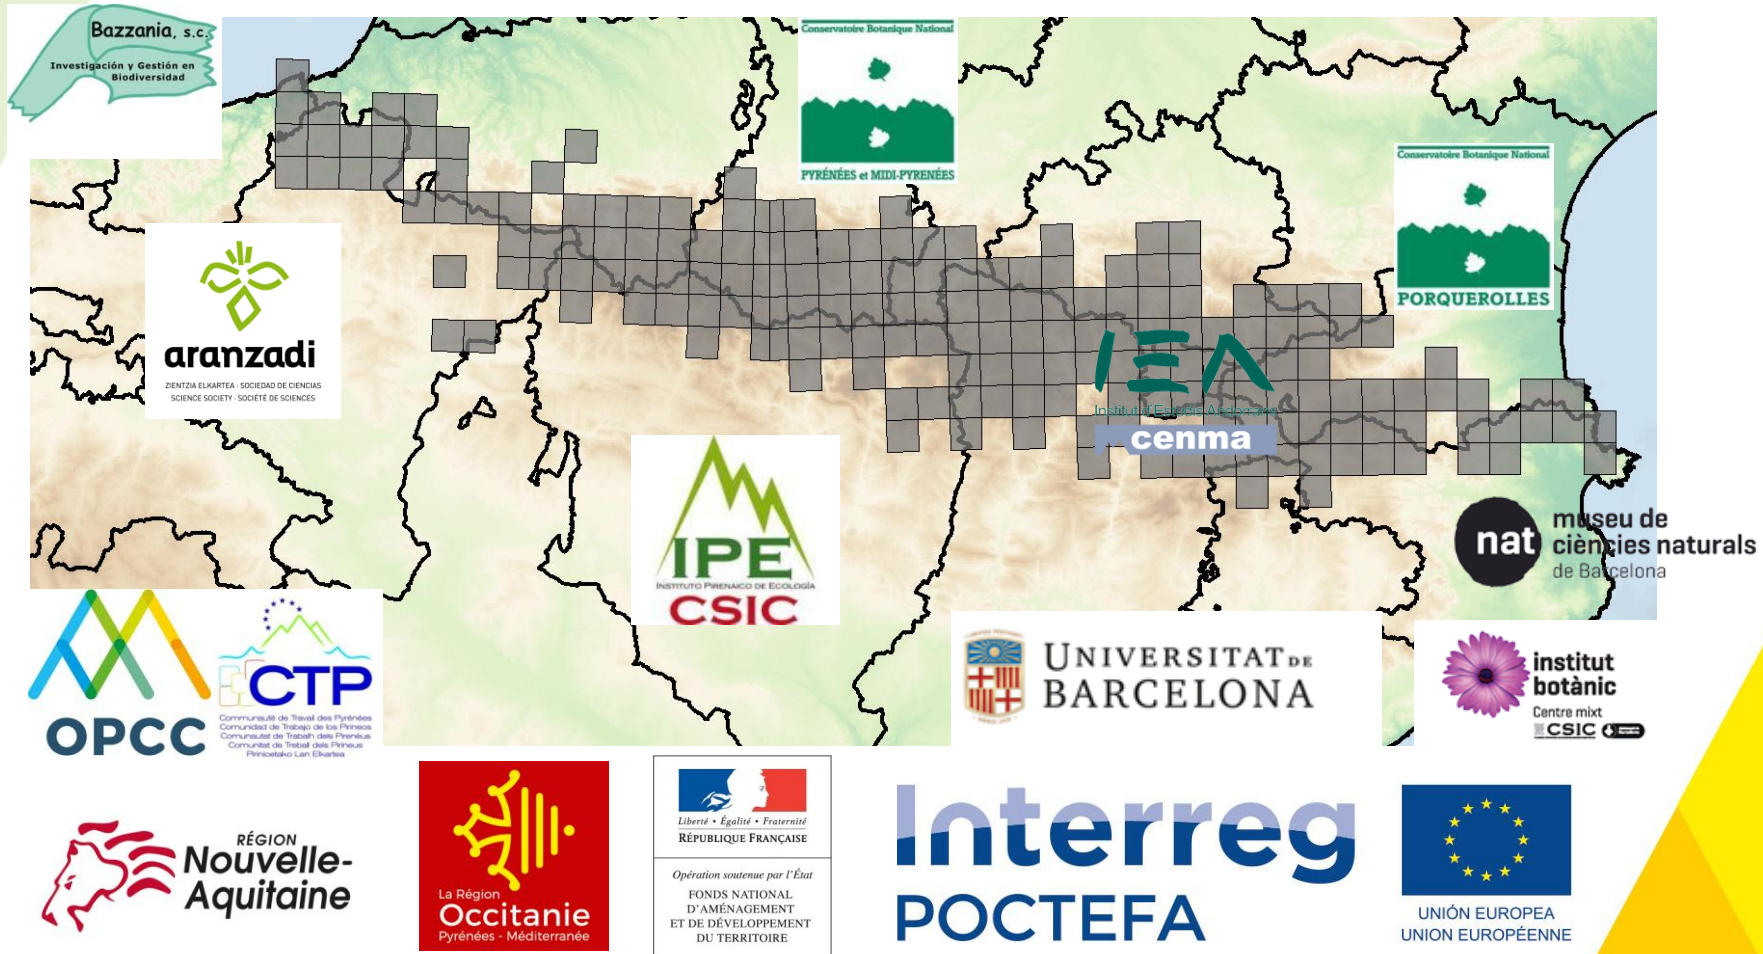 Bazzania, s.c.
Investigación y Gestión en
Biodiversidad
Conservatoire Botanique National
PYRÉNÉES et MIDI-PYRENÉES
Conservatoire Botanique National
PORQUEROLLES
aranzadi
ZIENTZIA ELKARTEA · SOCIEDAD DE CIENCIAS
SCIENCE SOCIETY · SOCIÉTÉ DE SCIENCES
IEA
Institut d'Estudis Andorrans
cenma
IPE
INSTITUTO PIRENAICO DE ECOLOGÍA
CSIC
nat
museu de
ciències naturals
de Barcelona
OPCC
CTP
Communauté de Travail des Pyrénées
Comunidad de Trabajo de los Pirineos
Comunautat de Trabalh dels Pirenèus
Comunitat de Treball dels Pirineus
Pirinioetako Lan Elkartea
UNIVERSITAT DE
BARCELONA
institut
botànic
Centre mixt
CSIC
RÉGION
Nouvelle-
Aquitaine
La Région
Occitanie
Pyrénées - Méditerranée
Liberté • Égalité • Fraternité
RÉPUBLIQUE FRANÇAISE
Opération soutenue par l'État
FONDS NATIONAL
D'AMÉNAGEMENT
ET DE DÉVELOPPEMENT
DU TERRITOIRE
Interreg
POCTEFA
UNIÓN EUROPEA
UNION EUROPÉENNE